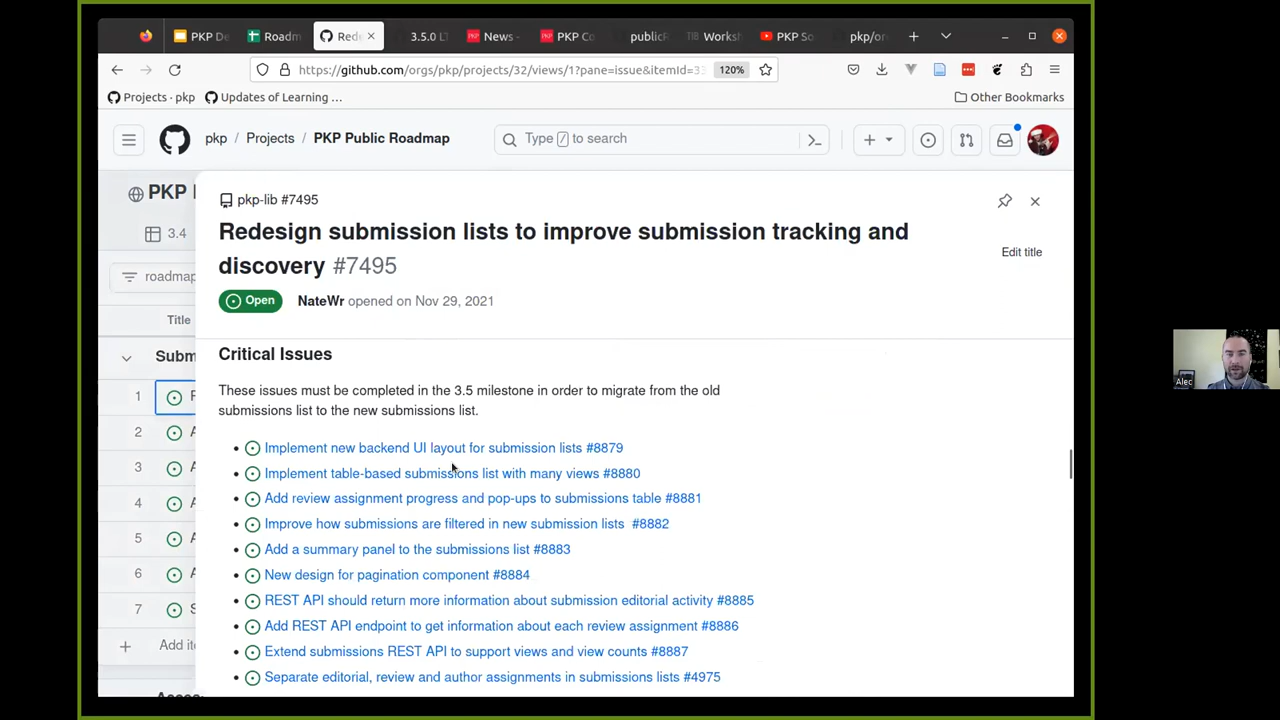 PKP De
Roadm
Rede
3.5.0 LT
News -
PKP Co
publicR
TIB Works
PKP So
pkp/or
https://github.com/orgs/pkp/projects/32/views/1?pane=issue&itemId=3
120%
Projects · pkp
Updates of Learning ...
Other Bookmarks
pkp / Projects / PKP Public Roadmap
Type / to search
PKP
pkp-lib #7495
3.4
Redesign submission lists to improve submission tracking and
discovery #7495
Edit title
roadmap
Open NateWr opened on Nov 29, 2021
Title
Subm
Critical Issues
These issues must be completed in the 3.5 milestone in order to migrate from the old
submissions list to the new submissions list.
1
2
3
4
5
6
7
Add ite
• Implement new backend UI layout for submission lists #8879
• Implement table-based submissions list with many views #8880
• Add review assignment progress and pop-ups to submissions table #8881
• Improve how submissions are filtered in new submission lists #8882
• Add a summary panel to the submissions list #8883
• New design for pagination component #8884
• REST API should return more information about submission editorial activity #8885
• Add REST API endpoint to get information about each review assignment #8886
• Extend submissions REST API to support views and view counts #8887
• Separate editorial, review and author assignments in submissions lists #4975
Alec